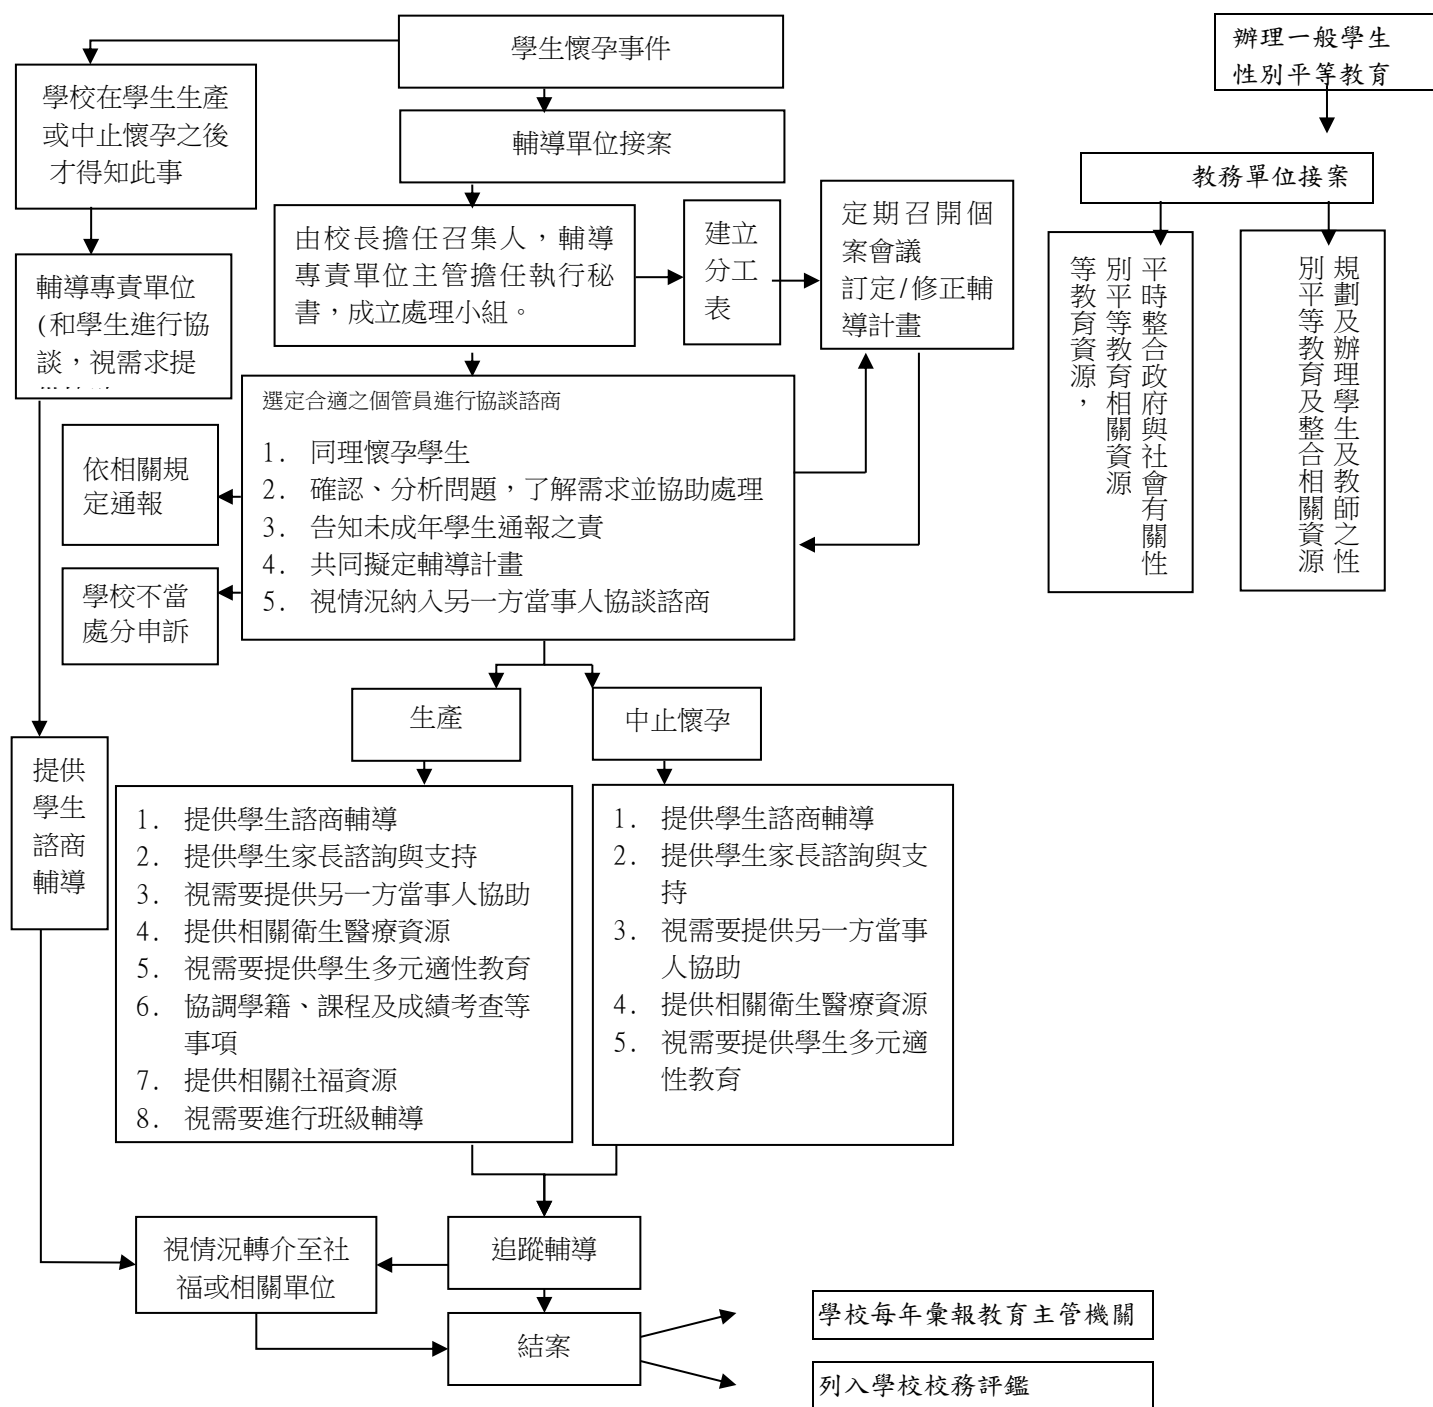 學生懷孕事件
辦理一般學生
性別平等教育
學校在學生生產
或中止懷孕之後
才得知此事
輔導單位接案
教務單位接案
由校長擔任召集人，輔導
專責單位主管擔任執行秘
書，成立處理小組。
建立
分工
表
定期召開個
案會議
訂定/修正輔
導計畫
平時整合政府與社會有關性
別平等教育相關資源
等教育資源，
規劃及辦理學生及教師之性
別平等教育及整合相關資源
輔導專責單位
(和學生進行協
談，視需求提
選定合適之個管員進行協談諮商
1. 同理懷孕學生
2. 確認、分析問題，了解需求並協助處理
3. 告知未成年學生通報之責
4. 共同擬定輔導計畫
5. 視情況納入另一方當事人協談諮商
依相關規
定通報
學校不當
處分申訴
生產
中止懷孕
提供
學生
諮商
輔導
1. 提供學生諮商輔導
2. 提供學生家長諮詢與支持
3. 視需要提供另一方當事人協助
4. 提供相關衛生醫療資源
5. 視需要提供學生多元適性教育
6. 協調學籍、課程及成績考查等
事項
7. 提供相關社福資源
8. 視需要進行班級輔導
1. 提供學生諮商輔導
2. 提供學生家長諮詢與支
持
3. 視需要提供另一方當事
人協助
4. 提供相關衛生醫療資源
5. 視需要提供學生多元適
性教育
視情況轉介至社
福或相關單位
追蹤輔導
結案
學校每年彙報教育主管機關
列入學校校務評鑑